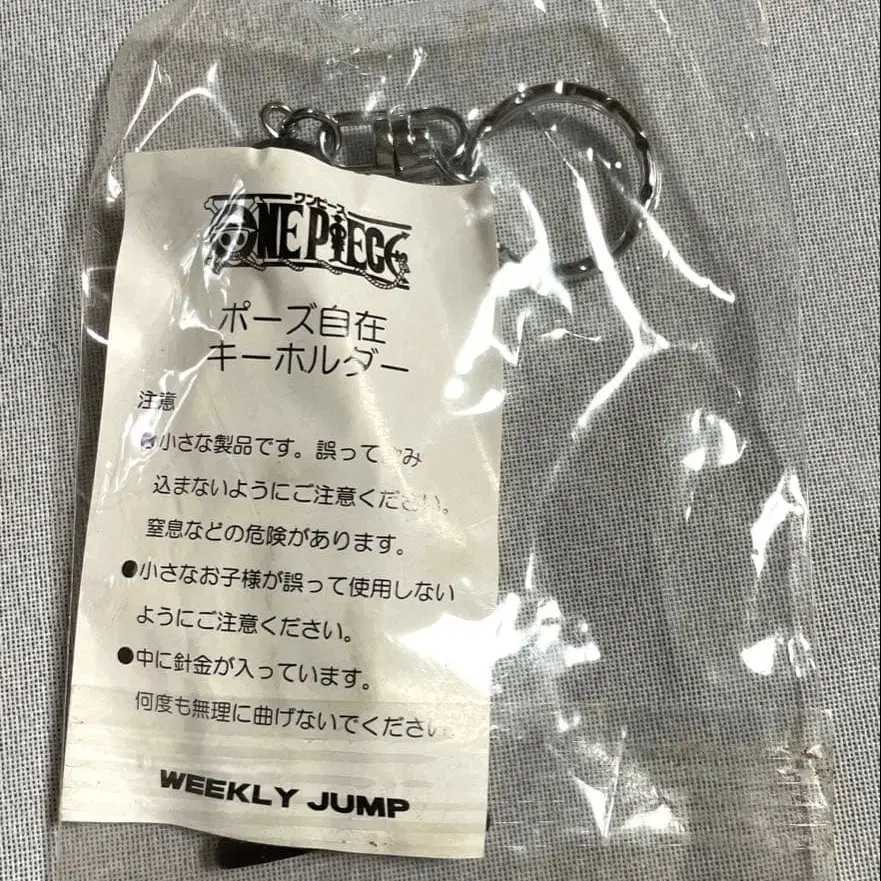 ワンピース
ONE PIECE
ポーズ自在
キーホルダー
注意
●小さな製品です。誤って み
込まないようにご注意ください。
窒息などの危険があります。
●小さなお子様が誤って使用しない
ようにご注意ください。
●中に針金が入っています。
何度も無理に曲げないでください
WEEKLY JUMP